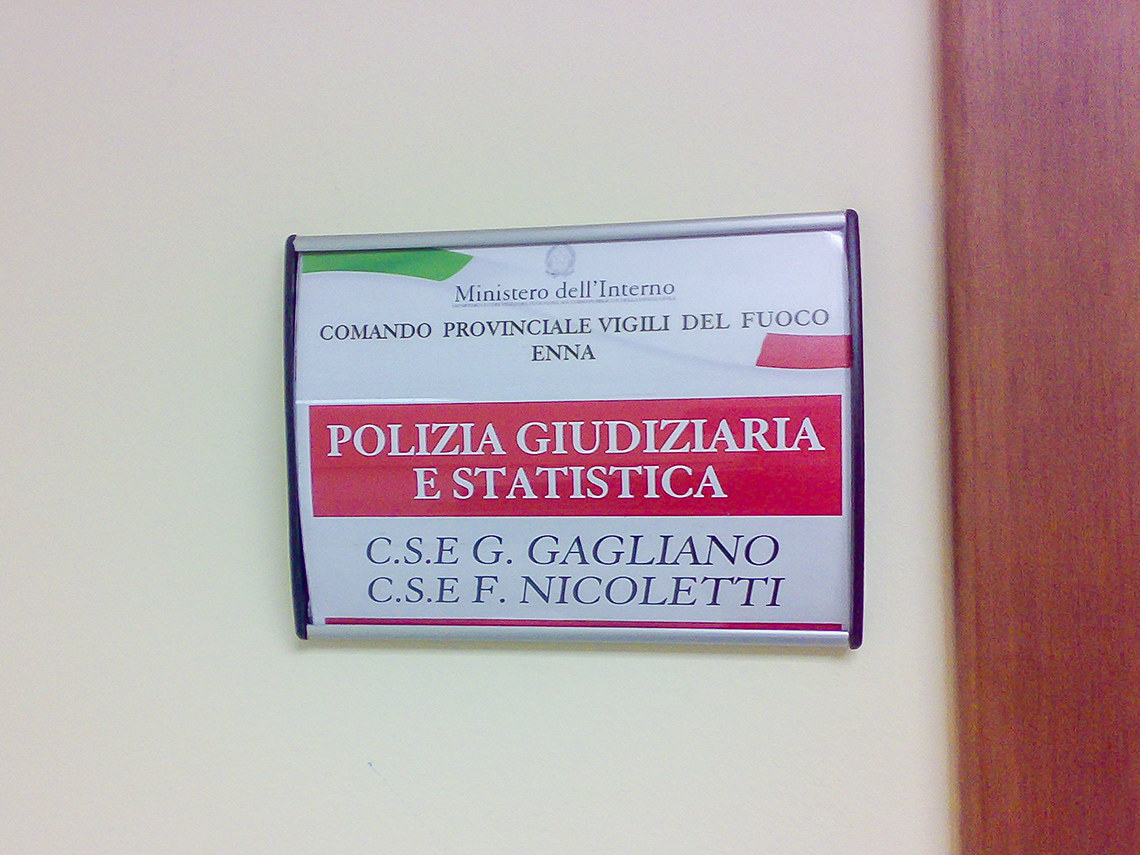 Ministero dell'Interno
COMANDO PROVINCIALE VIGILI DEL FUOCO
ENNA
POLIZIA GIUDIZIARIA
E STATISTICA
C.S.E G. GAGLIANO
C.S.E F. NICOLETTI